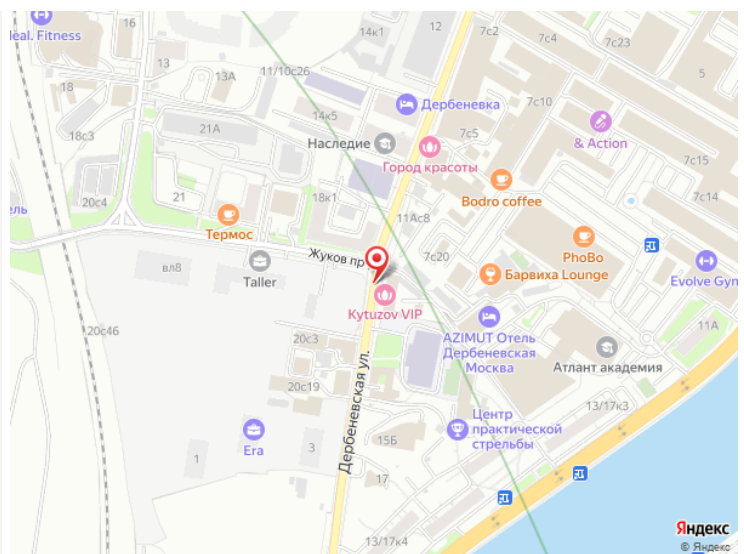 deal. Fitness
16
18
13
13А
11/10с26
12
7с2
7с4
7с23
5
14к5
Дербеневка
7с10
18с3
21А
Наследие
7с5
& Action
Город красоты
7с15
20с4
21
18к1
Bodro coffee
7с14
ель
Термос
11Ас8
PhoBo
вл8
Жуков пр
7с20
Taller
Барвиха Lounge
Evolve Gyn
Kytuzov VIP
20с46
20с3
AZIMUT Отель
Дербеневская
Москва
11А
Атлант академия
20с19
Дербеневская ул.
13/17к3
Центр
практической
стрельбы
Era
1
3
15Б
17
13/17к4
Яндекс
© Яндекс